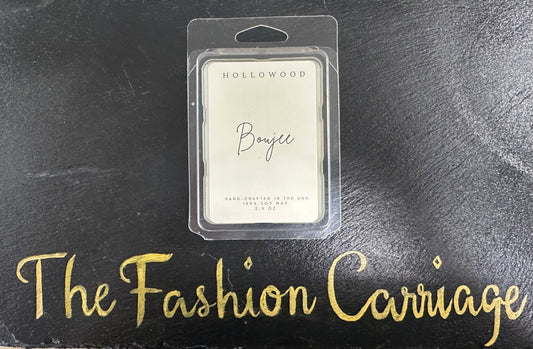 HOLLOWOOD
Boujee
HAND-CRAFTED IN THE USA
100% SOY WAX
2.5 OZ
The Fashion Carriage